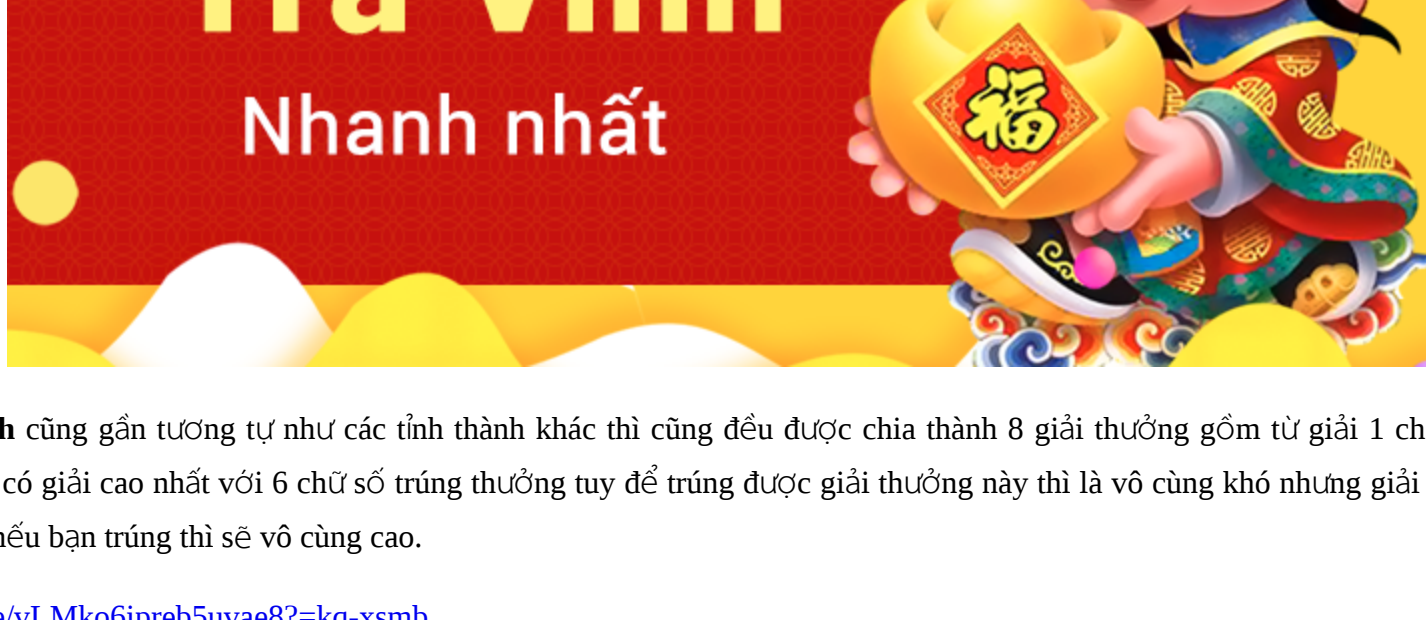 Trà Vinh
Nhanh nhất
福
cũng gần tương tự như các tỉnh thành khác thì cũng đều được chia thành 8 giải thưởng gồm từ giải 1 ch
có giải cao nhất với 6 chữ số trúng thưởng tuy để trúng được giải thưởng này thì là vô cùng khó nhưng giải
nếu bạn trúng thì sẽ vô cùng cao.